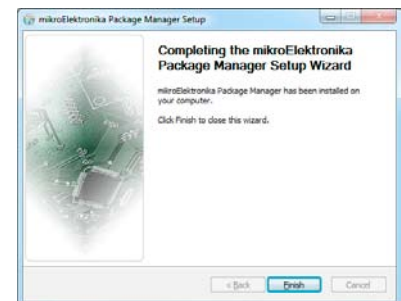 mikroElektronika Package Manager Setup
Completing the mikroElektronika
Package Manager Setup Wizard
mikroElektronika Package Manager has been installed on
your computer.
Click Finish to close this wizard.
< Back Finish Cancel